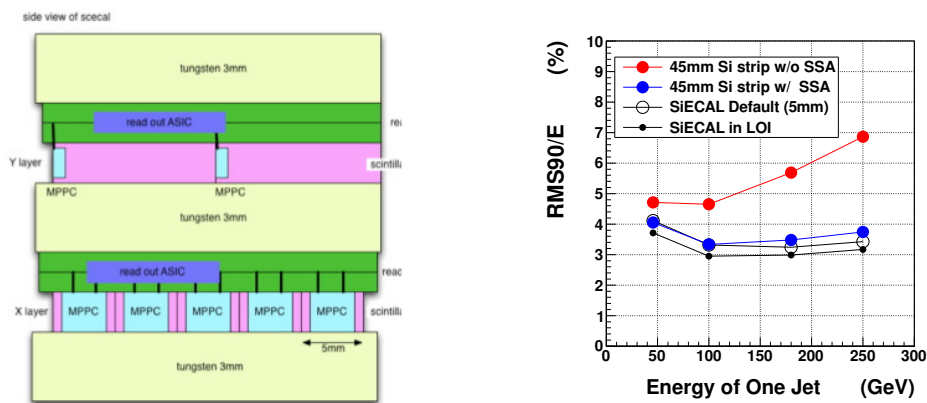 side view of scecal
tungsten 3mm
read out ASIC
Y layer
MPPC
MPPC
scintilla
tungsten 3mm
read out ASIC
X layer
MPPC
MPPC
MPPC
MPPC
MPPC
scintilla
5mm
tungsten 3mm
(%)
RMS90/E
10
9
8
7
6
5
4
3
2
1
0
45mm Si strip w/o SSA
45mm Si strip w/ SSA
SiECAL Default (5mm)
SiECAL in LOI
0 50 100 150 200 250 300
Energy of One Jet (GeV)